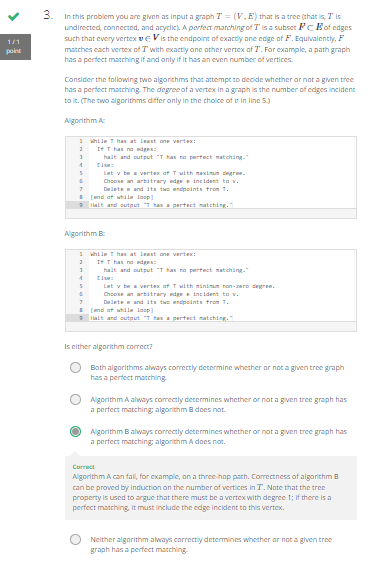 3. In this problem you are given as input a graph T = (V, E) that is a tree (that is, T is
1 / 1
point
undirected, connected, and acyclic). A perfect matching of T is a subset F ⊂ E of edges
such that every vertex v ∈ V is the endpoint of exactly one edge of F. Equivalently, F
matches each vertex of T with exactly one other vertex of T. For example, a path graph
has a perfect matching if and only if it has an even number of vertices.
Consider the following two algorithms that attempt to decide whether or not a given tree
has a perfect matching. The degree of a vertex in a graph is the number of edges incident
to it. (The two algorithms differ only in the choice of v in line 5.)
Algorithm A:
1 While T has at least one vertex:
2 If T has no edges:
3 halt and output "T has no perfect matching."
4 Else:
5 Let v be a vertex of T with maximum degree.
6 Choose an arbitrary edge e incident to v.
7 Delete e and its two endpoints from T.
8 [end of while loop]
9 Halt and output "T has a perfect matching."
Algorithm B:
1 While T has at least one vertex:
2 If T has no edges:
3 halt and output "T has no perfect matching."
4 Else:
5 Let v be a vertex of T with minimum non-zero degree.
6 Choose an arbitrary edge e incident to v.
7 Delete e and its two endpoints from T.
8 [end of while loop]
9 Halt and output "T has a perfect matching."
Is either algorithm correct?
Both algorithms always correctly determine whether or not a given tree graph
has a perfect matching.
Algorithm A always correctly determines whether or not a given tree graph has
a perfect matching; algorithm B does not.
Algorithm B always correctly determines whether or not a given tree graph has
a perfect matching; algorithm A does not.
Correct
Algorithm A can fail, for example, on a three-hop path. Correctness of algorithm B
can be proved by induction on the number of vertices in T. Note that the tree
property is used to argue that there must be a vertex with degree 1; if there is a
perfect matching, it must include the edge incident to this vertex.
Neither algorithm always correctly determines whether or not a given tree
graph has a perfect matching.